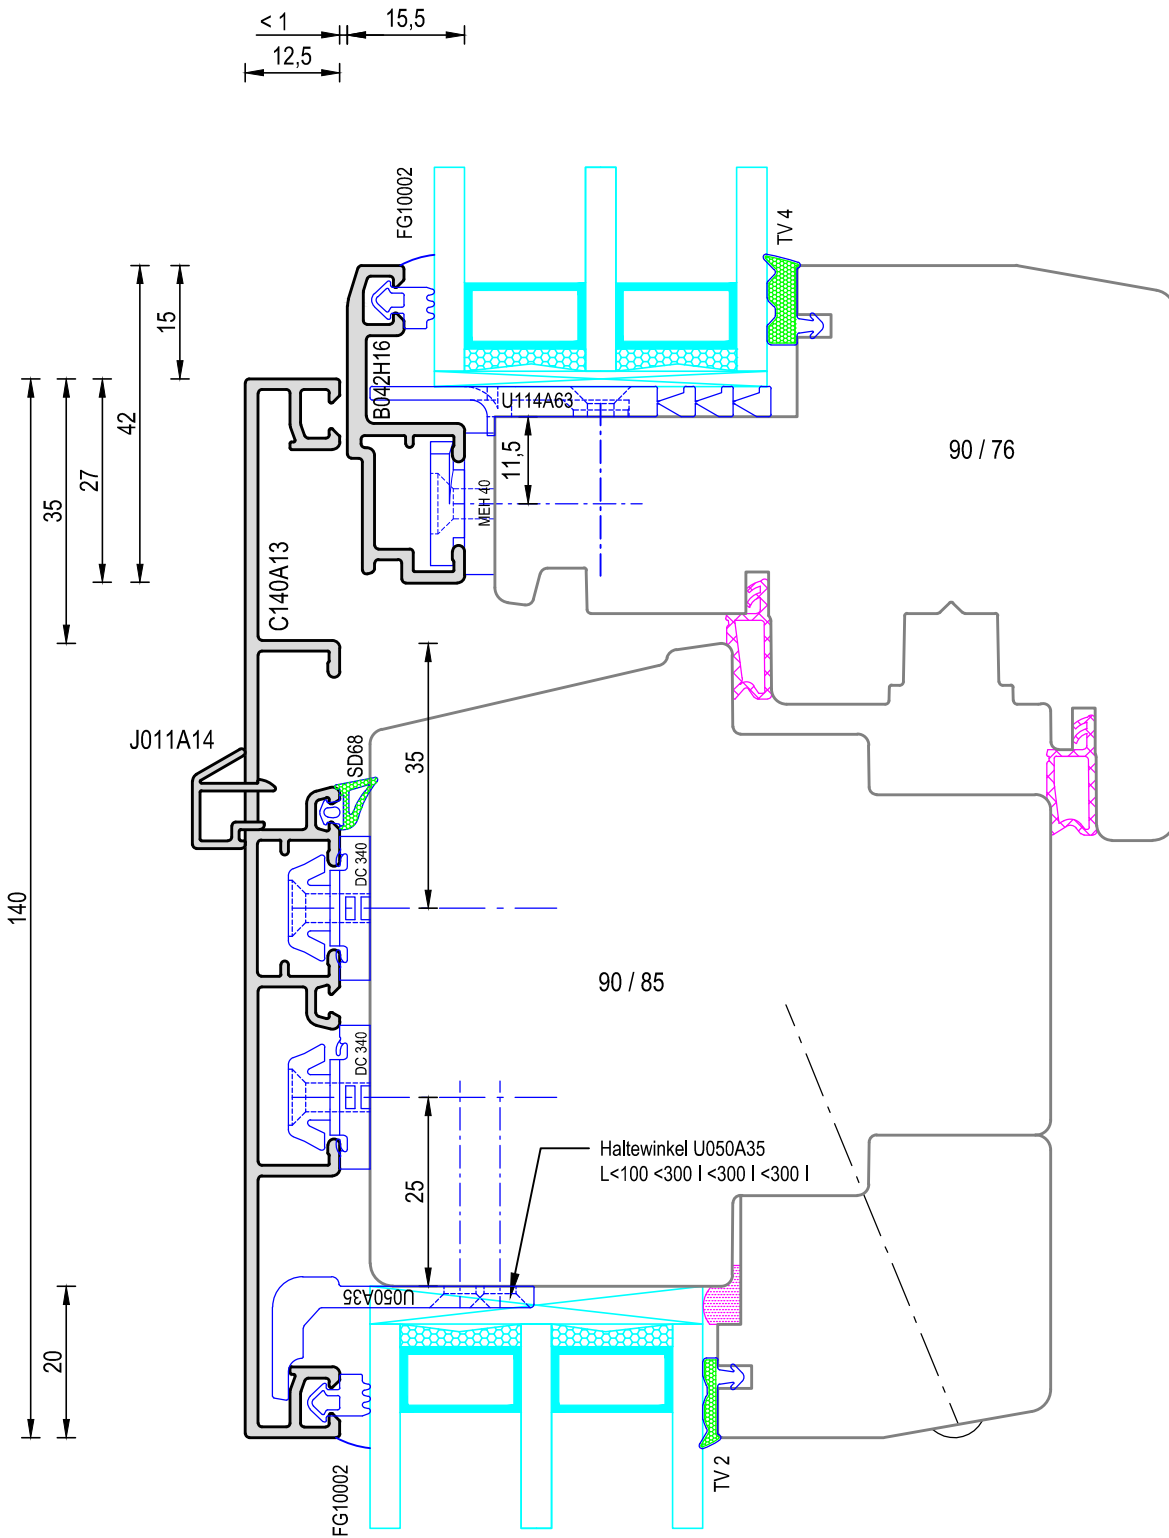 < 1
15,5
12,5
FG10002
TV 4
15
42
27
35
B042H16
U114A63
11,5
90 / 76
MEH 40
C140A13
J011A14
SD68
35
DC 340
140
90 / 85
DC 340
Haltewinkel U050A35
L<100 <300 I <300 I <300 I
25
U050A35
20
FG10002
TV 2